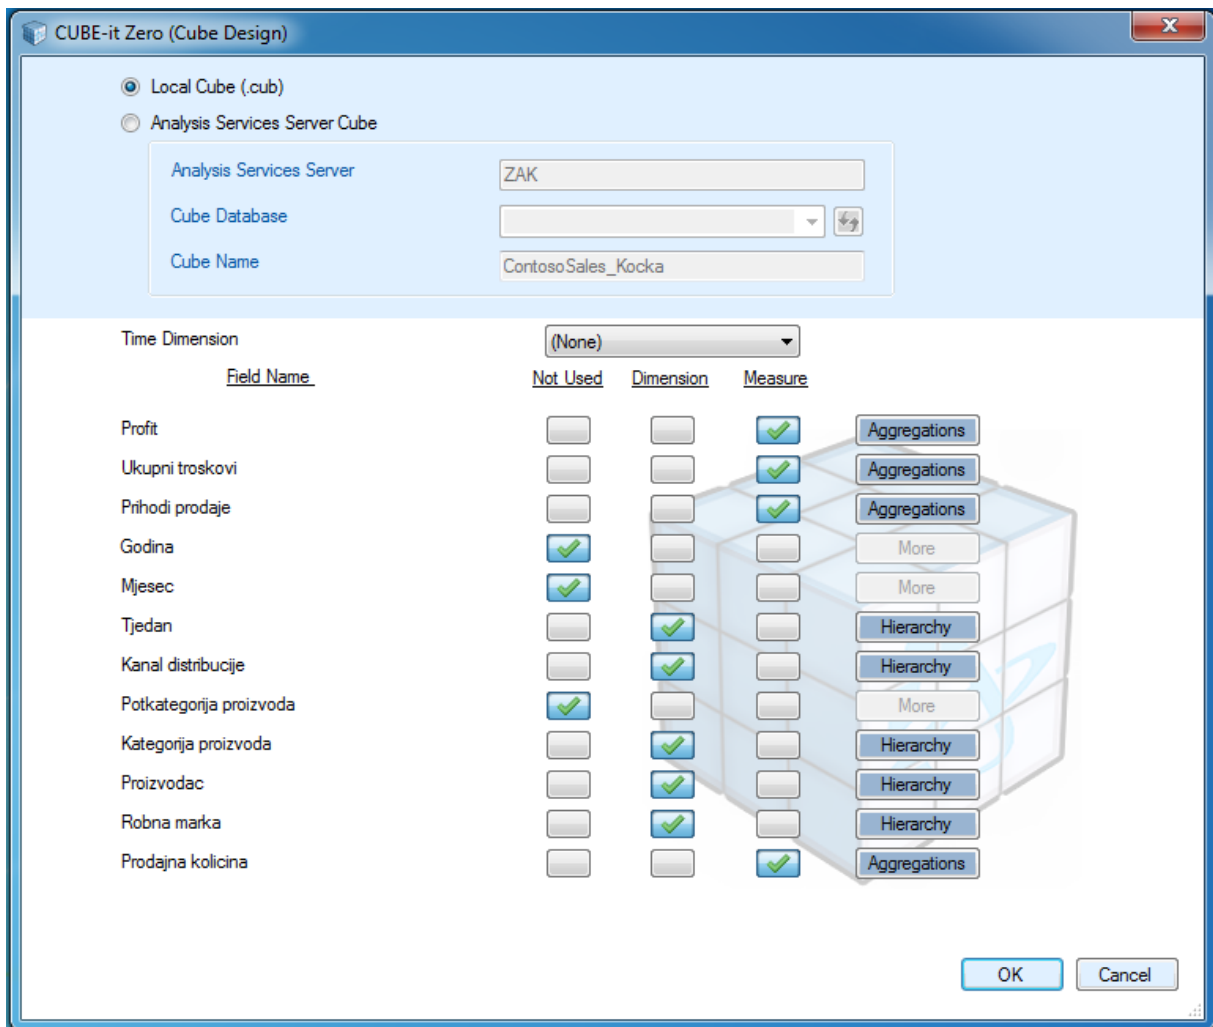 CUBE-it Zero (Cube Design)
Local Cube (.cub)
Analysis Services Server Cube
Analysis Services Server ZAK
Cube Database
Cube Name ContosoSales_Kocka
Time Dimension (None)
Field Name Not Used Dimension Measure
Profit Aggregations
Ukupni troskovi Aggregations
Prihodi prodaje Aggregations
Godina More
Mjesec More
Tjedan Hierarchy
Kanal distribucije Hierarchy
Potkategorija proizvoda More
Kategorija proizvoda Hierarchy
Proizvodac Hierarchy
Robna marka Hierarchy
Prodajna kolicina Aggregations
OK Cancel